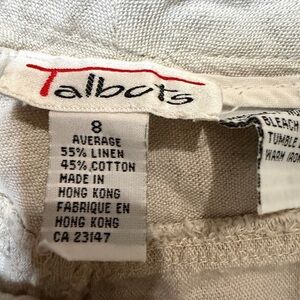 Talbots
8
AVERAGE
55% LINEN
45% COTTON
MADE IN
HONG KONG
FABRIQUE EN
HONG KONG
CA 23147
BLEACH
TUMBLE
WARM IRON